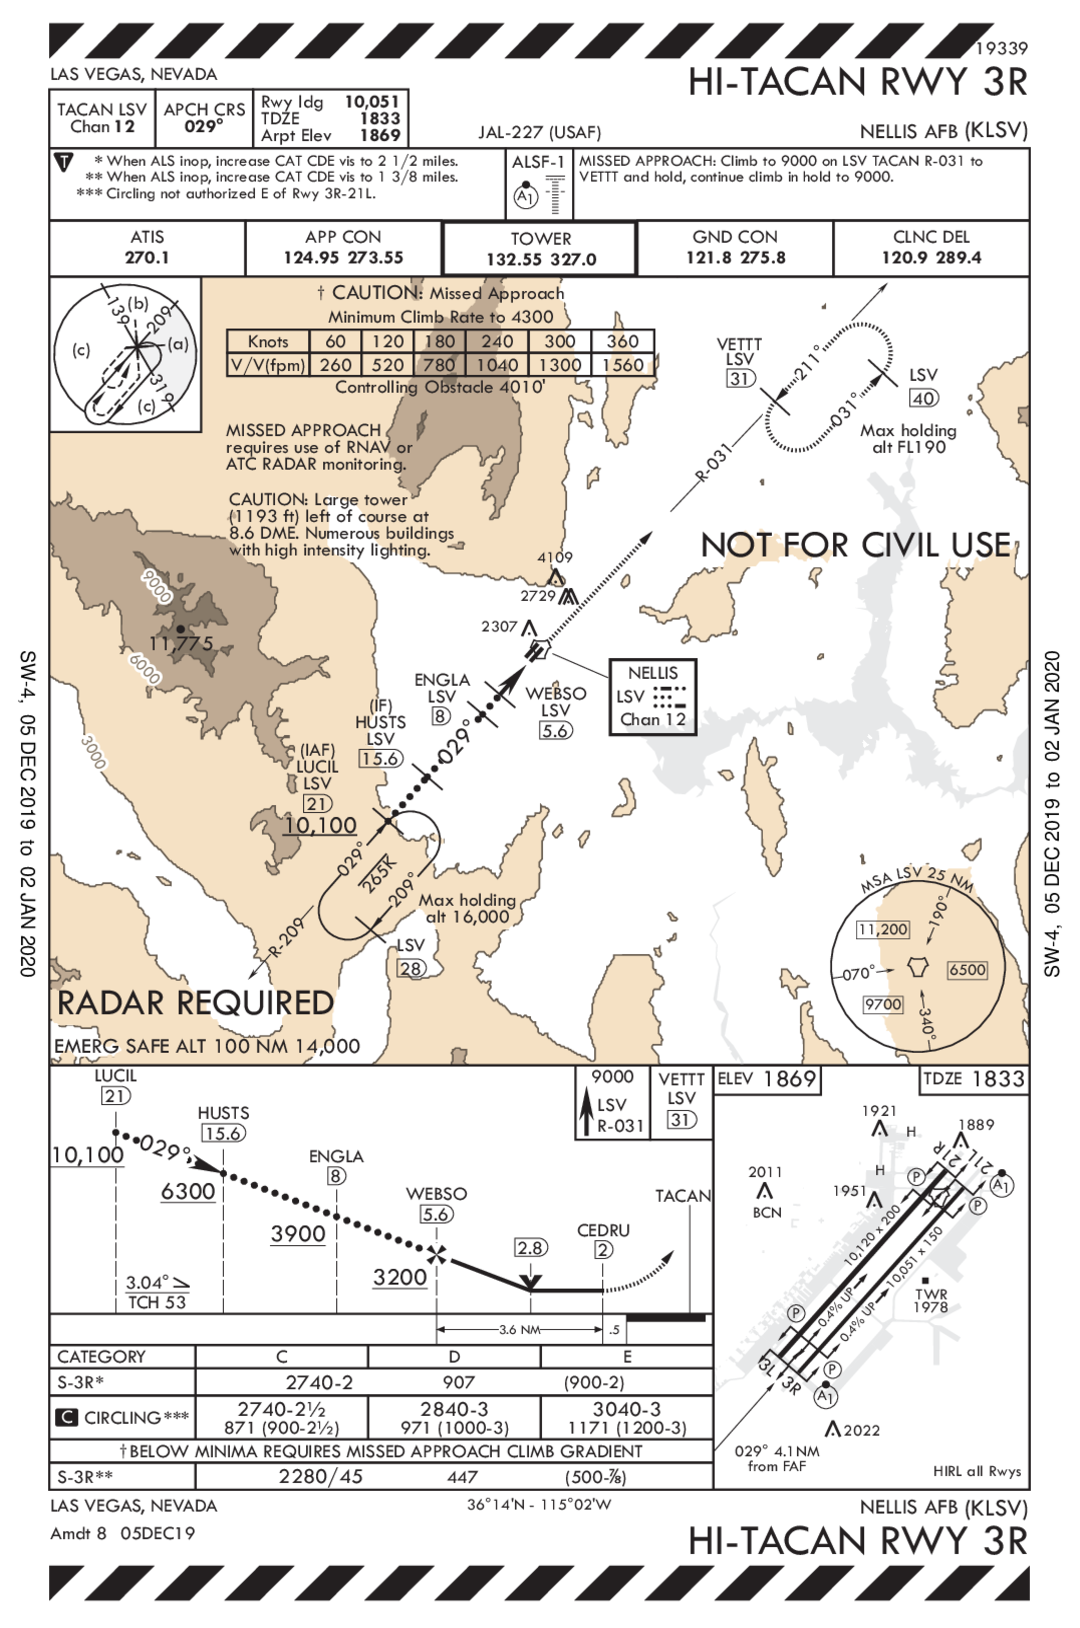 19339
LAS VEGAS, NEVADA
HI-TACAN RWY 3R
TACAN LSV
Chan 12
APCH CRS
029°
Rwy ldg 10,051
TDZE 1833
Arpt Elev 1869
JAL-227 (USAF)
NELLIS AFB (KLSV)
T
* When ALS inop, increase CAT CDE vis to 2 1/2 miles.
** When ALS inop, increase CAT CDE vis to 1 3/8 miles.
*** Circling not authorized E of Rwy 3R-21L.
ALSF-1
A1
MISSED APPROACH: Climb to 9000 on LSV TACAN R-031 to
VETTT and hold, continue climb in hold to 9000.
ATIS
270.1
APP CON
124.95 273.55
TOWER
132.55 327.0
GND CON
121.8 275.8
CLNC DEL
120.9 289.4
139
(b)
209
(a)
(c)
319
(c)
† CAUTION: Missed Approach
Minimum Climb Rate to 4300
Knots 60 120 180 240 300 360
V/V(fpm) 260 520 780 1040 1300 1560
Controlling Obstacle 4010'
MISSED APPROACH
requires use of RNAV or
ATC RADAR monitoring.
CAUTION: Large tower
(1193 ft) left of course at
8.6 DME. Numerous buildings
with high intensity lighting.
VETTT
LSV
31
211°
031°
LSV
40
Max holding
alt FL190
R-031
NOT FOR CIVIL USE
4109
2729
2307
9000
11,775
6000
3000
NELLIS
LSV
Chan 12
ENGLA
LSV
8
WEBSO
LSV
5.6
(IF)
HUSTS
LSV
15.6
029°
(IAF)
LUCIL
LSV
21
10,100
029°
265K
209°
Max holding
alt 16,000
R-209
LSV
28
MSA LSV 25 NM
190°
11,200
070°
6500
9700
340°
RADAR REQUIRED
EMERG SAFE ALT 100 NM 14,000
SW-4, 05 DEC 2019 to 02 JAN 2020
SW-4, 05 DEC 2019 to 02 JAN 2020
LUCIL
21
10,100
029°
HUSTS
15.6
6300
ENGLA
8
3900
WEBSO
5.6
3200
3.04°
TCH 53
2.8
CEDRU
2
TACAN
9000
LSV
R-031
VETTT
LSV
31
3.6 NM
.5
ELEV 1869
TDZE 1833
1921
H
1889
H
2011
BCN
1951
21R
21L
P
P
A1
10,120 x 200
10,051 x 150
0.4% UP
0.4% UP
TWR
1978
P
P
3L
3R
A1
2022
029° 4.1 NM
from FAF
HIRL all Rwys
CATEGORY C D E
S-3R* 2740-2 907 (900-2)
C CIRCLING***
2740-2½
871 (900-2½)
2840-3
971 (1000-3)
3040-3
1171 (1200-3)
†BELOW MINIMA REQUIRES MISSED APPROACH CLIMB GRADIENT
S-3R** 2280/45 447 (500-⅞)
LAS VEGAS, NEVADA
36°14'N - 115°02'W
NELLIS AFB (KLSV)
Amdt 8 05DEC19
HI-TACAN RWY 3R